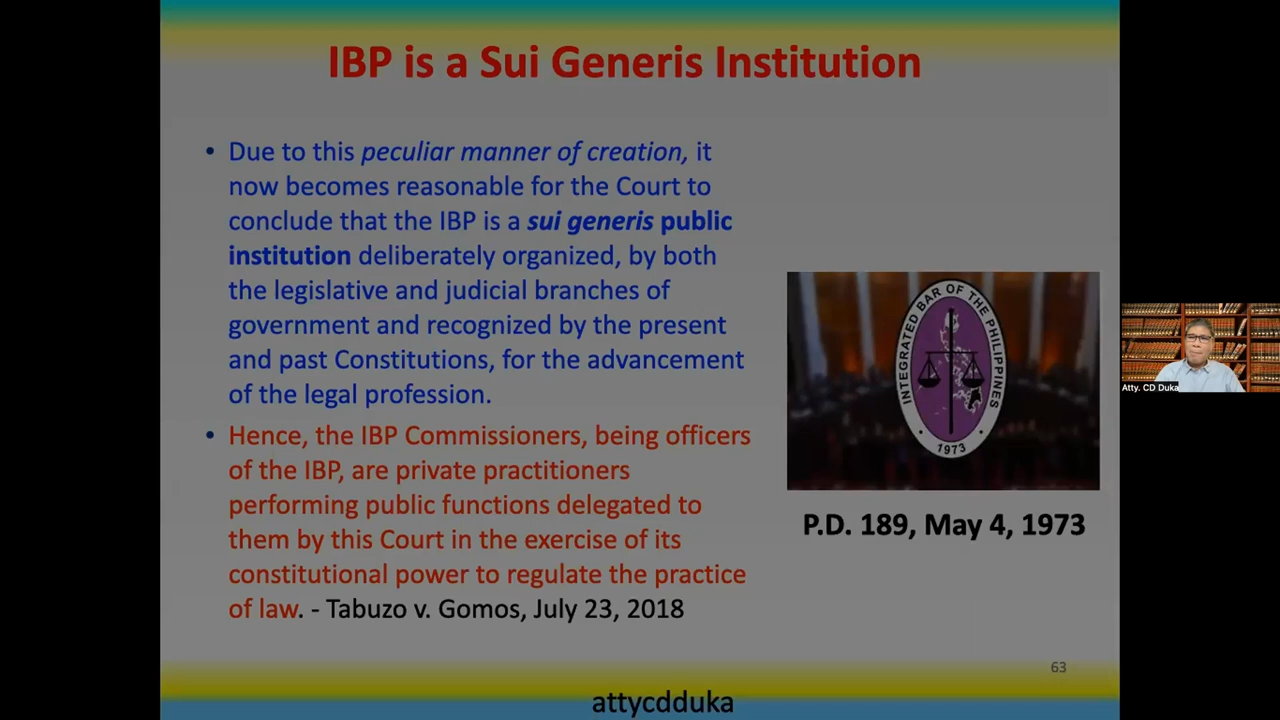 IBP is a Sui Generis Institution
• Due to this peculiar manner of creation, it
now becomes reasonable for the Court to
conclude that the IBP is a sui generis public
institution deliberately organized, by both
the legislative and judicial branches of
government and recognized by the present
and past Constitutions, for the advancement
of the legal profession.
• Hence, the IBP Commissioners, being officers
of the IBP, are private practitioners
performing public functions delegated to
them by this Court in the exercise of its
constitutional power to regulate the practice
of law. - Tabuzo v. Gomos, July 23, 2018
INTEGRATED BAR OF THE PHILIPPINES
• 1973 •
P.D. 189, May 4, 1973
Atty. CD Duka
63
attycdduka